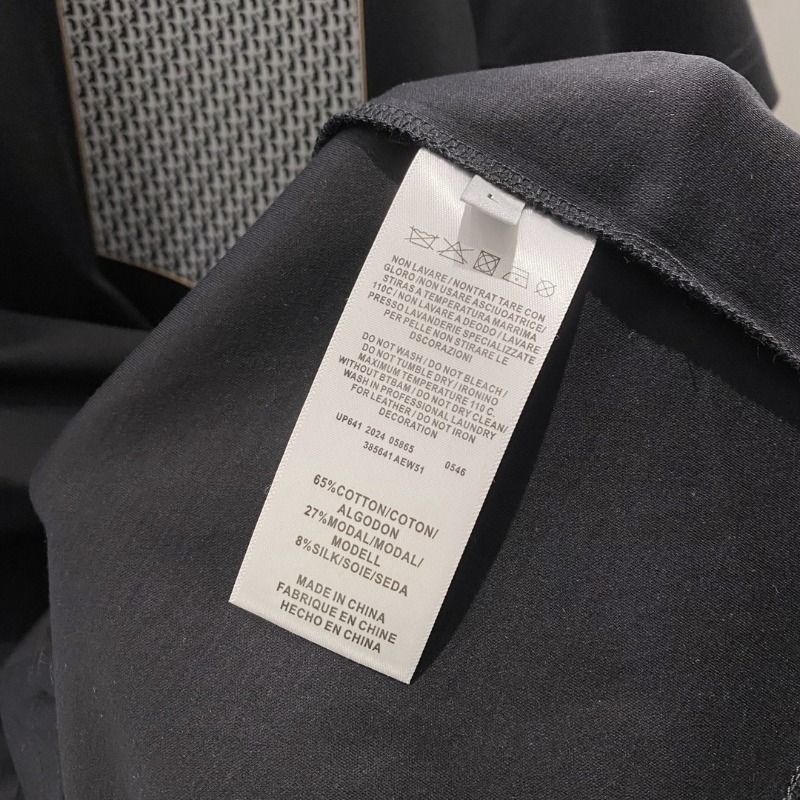 L
NON LAVARE / NONTRAT TARE CON
GLORO / NON USARE ASCIUOATRICE/
STIRAS A TEMPERATURA MARRIMA
110C / NON LAVARE A DEODO / LAVARE
PRESSO LAVANDERIE SPECIALIZZATE
PER PELLE NON STIRARE LE
DSCORAZIONI
DO NOT WASH / DO NOT BLEACH /
DO NOT TUMBLE DRY / IRONINO
MAXIMUM TEMPERATURE 110 C.
WITHOUT BTBAM / DO NOT DRY CLEAN/
WASH IN PROFESSIONAL LAUNDRY
FOR LEATHER / DO NOT IRON
DECORATION
UP641 2024 05865 0546
385641 AEW51
65%COTTON/COTON/
ALGODON
27%MODAL/MODAL/
MODELL
8%SILK/SOIE/SEDA
MADE IN CHINA
FABRIQUE EN CHINE
HECHO EN CHINA